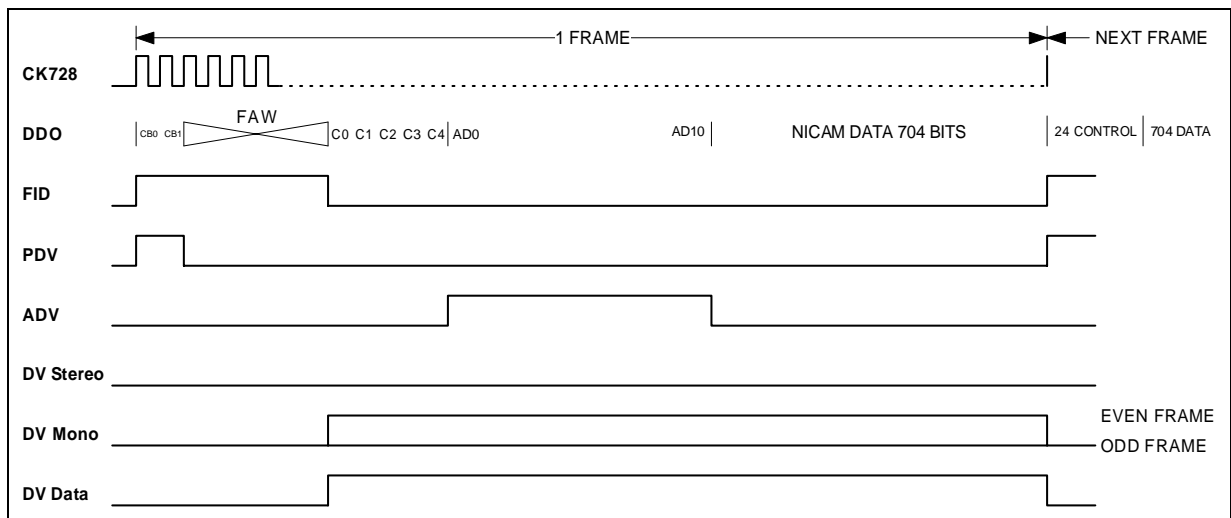 1 FRAME NEXT FRAME
CK728
FAW
DDO CB0 CB1 C0 C1 C2 C3 C4 AD0 AD10 NICAM DATA 704 BITS 24 CONTROL 704 DATA
FID
PDV
ADV
DV Stereo
EVEN FRAME
DV Mono
ODD FRAME
DV Data